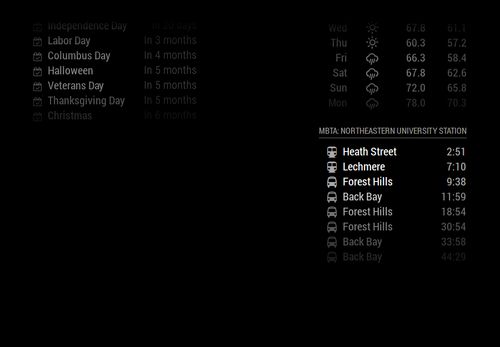 Independence Day In 20 days
Labor Day In 3 months
Columbus Day In 4 months
Halloween In 5 months
Veterans Day In 5 months
Thanksgiving Day In 5 months
Christmas In 6 months
Wed 67.8 61.1
Thu 60.3 57.2
Fri 66.3 58.4
Sat 67.8 62.6
Sun 72.0 65.8
Mon 78.0 70.3
MBTA: NORTHEASTERN UNIVERSITY STATION
Heath Street 2:51
Lechmere 7:10
Forest Hills 9:38
Back Bay 11:59
Forest Hills 18:54
Forest Hills 30:54
Back Bay 33:58
Back Bay 44:29